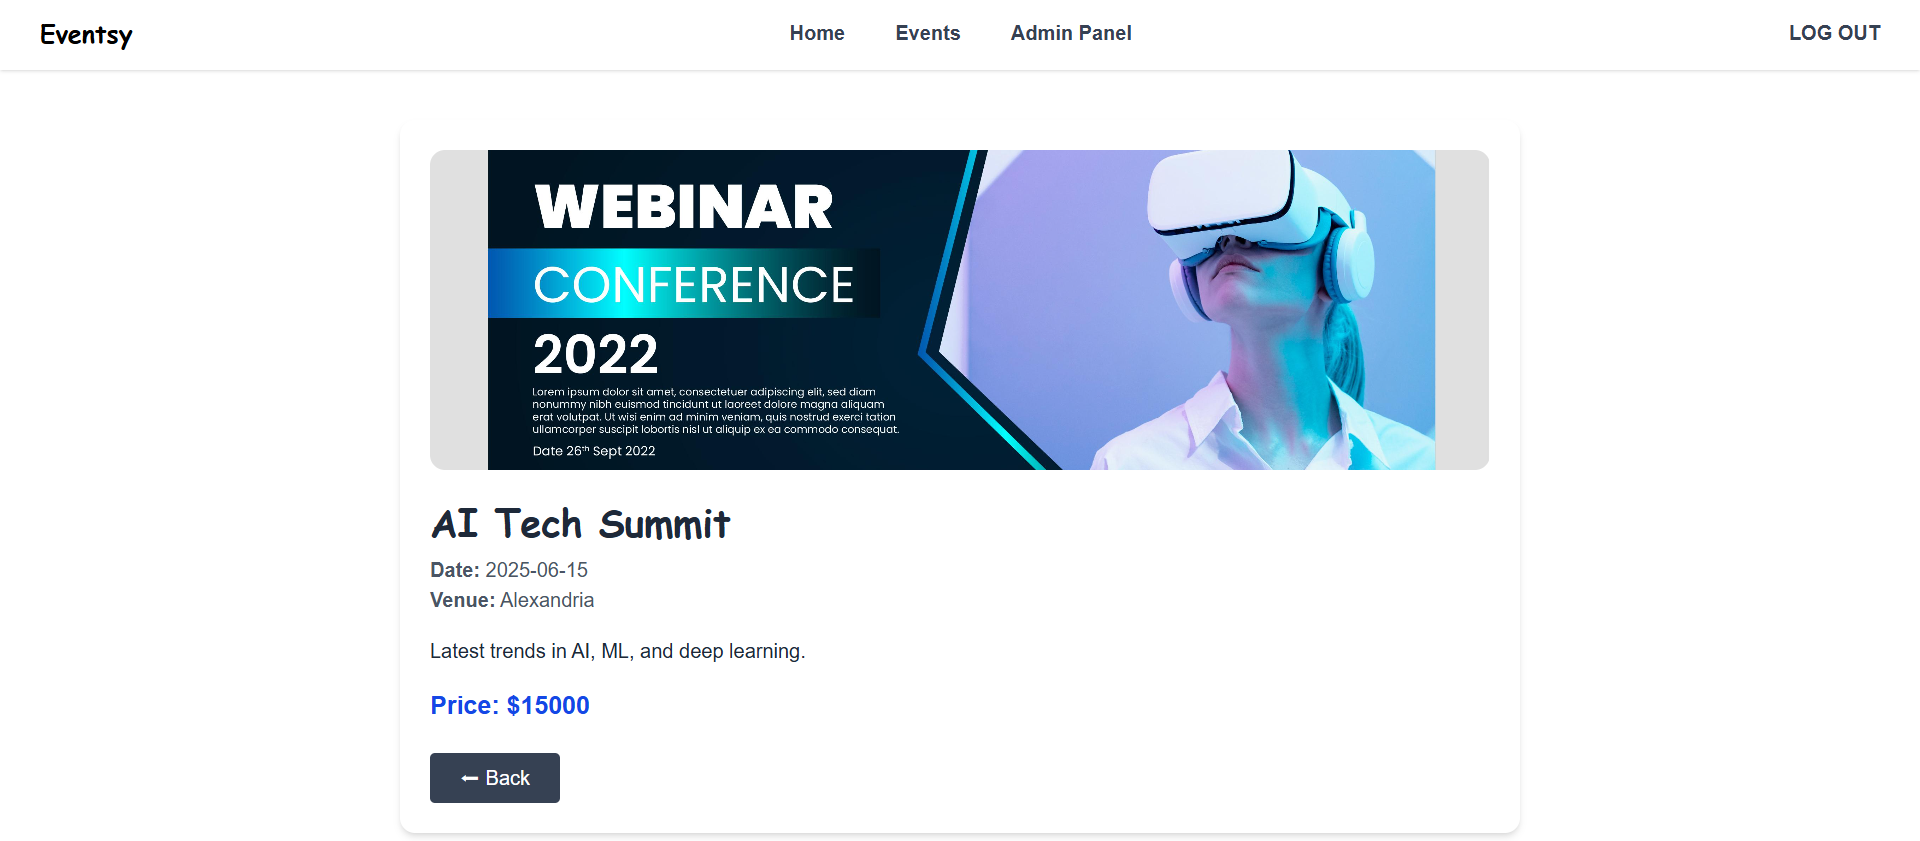 Eventsy
Home Events Admin Panel
LOG OUT
WEBINAR
CONFERENCE
2022
Lorem ipsum dolor sit amet, consectetuer adipiscing elit, sed diam
nonummy nibh euismod tincidunt ut laoreet dolore magna aliquam
erat volutpat. Ut wisi enim ad minim veniam, quis nostrud exerci tation
ullamcorper suscipit lobortis nisl ut aliquip ex ea commodo consequat.
Date 26th Sept 2022
AI Tech Summit
Date: 2025-06-15
Venue: Alexandria
Latest trends in AI, ML, and deep learning.
Price: $15000
← Back